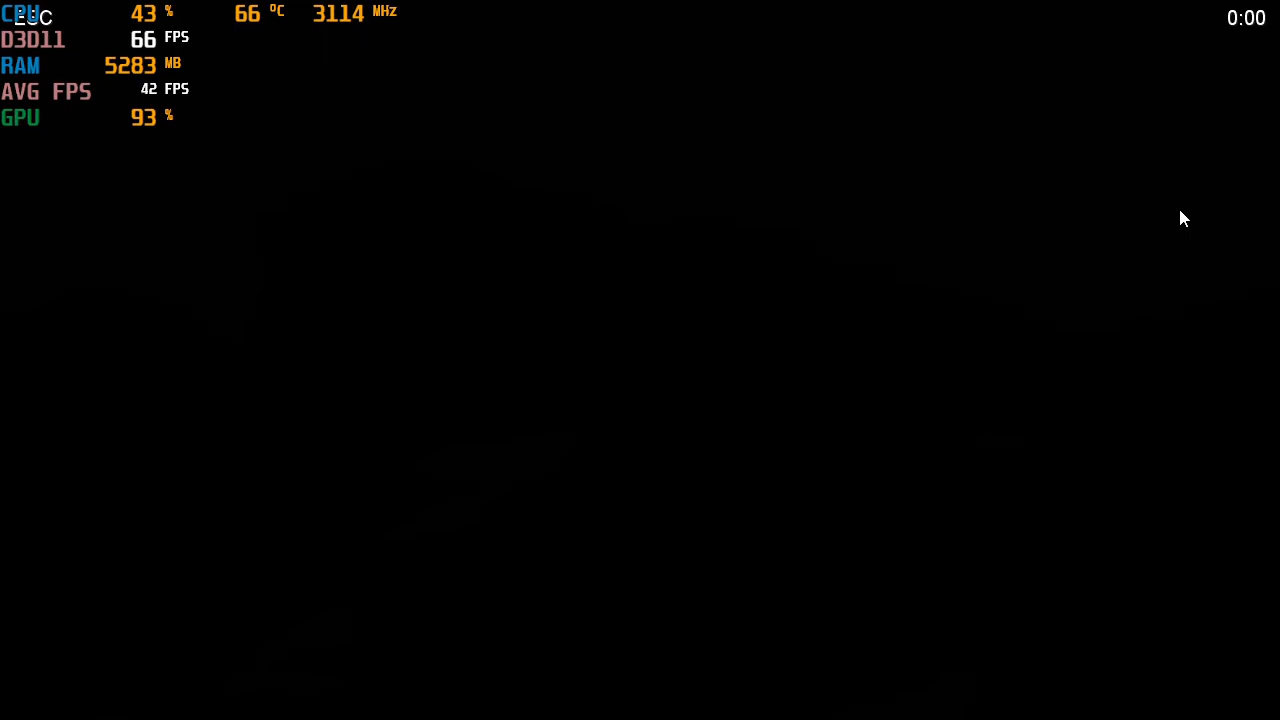 CPU 43 % 66 °C 3114 MHz
ESC 0:00
D3D11 66 FPS
RAM 5283 MB
AVG FPS 42 FPS
GPU 93 %